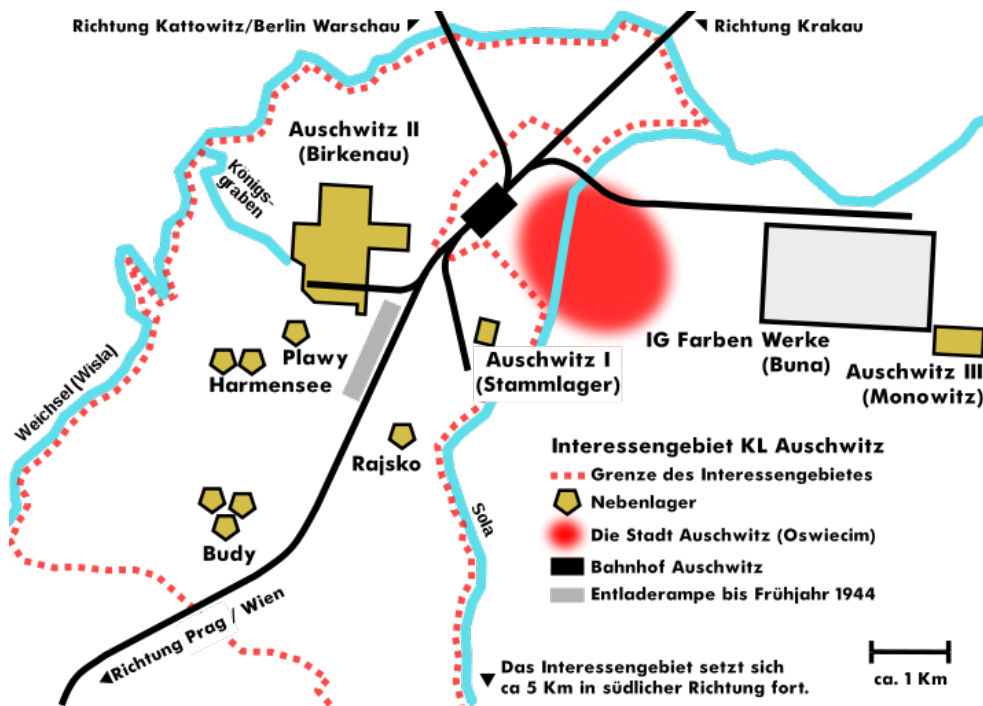 Richtung Kattowitz/Berlin Warschau
Richtung Krakau
Auschwitz II
(Birkenau)
Königs-
graben
Plawy
Harmensee
Weichsel (Wisla)
Auschwitz I
(Stammlager)
IG Farben Werke
(Buna)
Auschwitz III
(Monowitz)
Rajsko
Budy
Sola
Richtung Prag / Wien
Interessengebiet KL Auschwitz
Grenze des Interessengebietes
Nebenlager
Die Stadt Auschwitz (Oswiecim)
Bahnhof Auschwitz
Entladerampe bis Frühjahr 1944
Das Interessengebiet setzt sich
ca 5 Km in südlicher Richtung fort.
ca. 1 Km